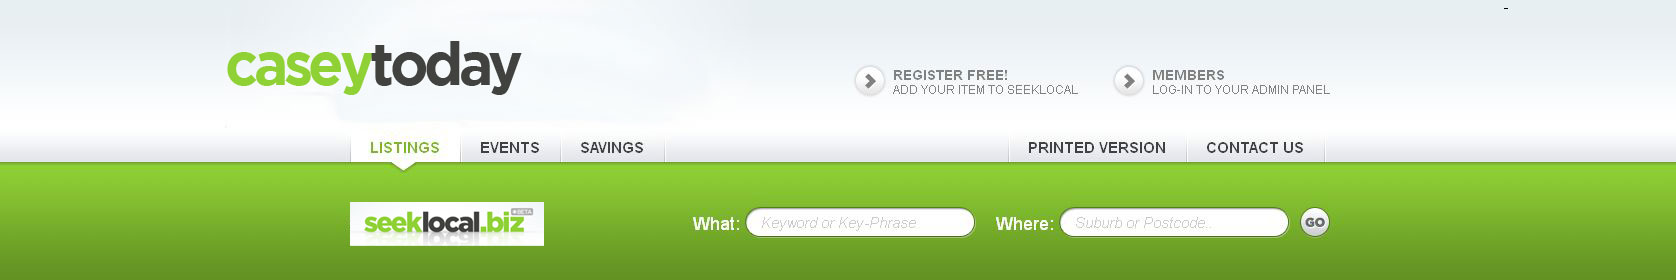 caseytoday
REGISTER FREE!
ADD YOUR ITEM TO SEEKLOCAL
MEMBERS
LOG-IN TO YOUR ADMIN PANEL
LISTINGS
EVENTS
SAVINGS
PRINTED VERSION
CONTACT US
seeklocal.biz
BETA
What:
Keyword or Key-Phrase
Where:
Suburb or Postcode..
GO